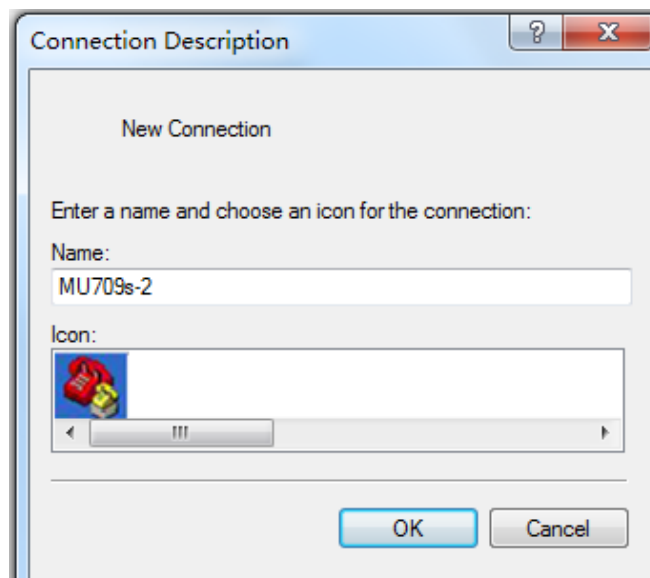 Connection Description
New Connection
Enter a name and choose an icon for the connection:
Name:
MU709s-2
Icon:
OK
Cancel